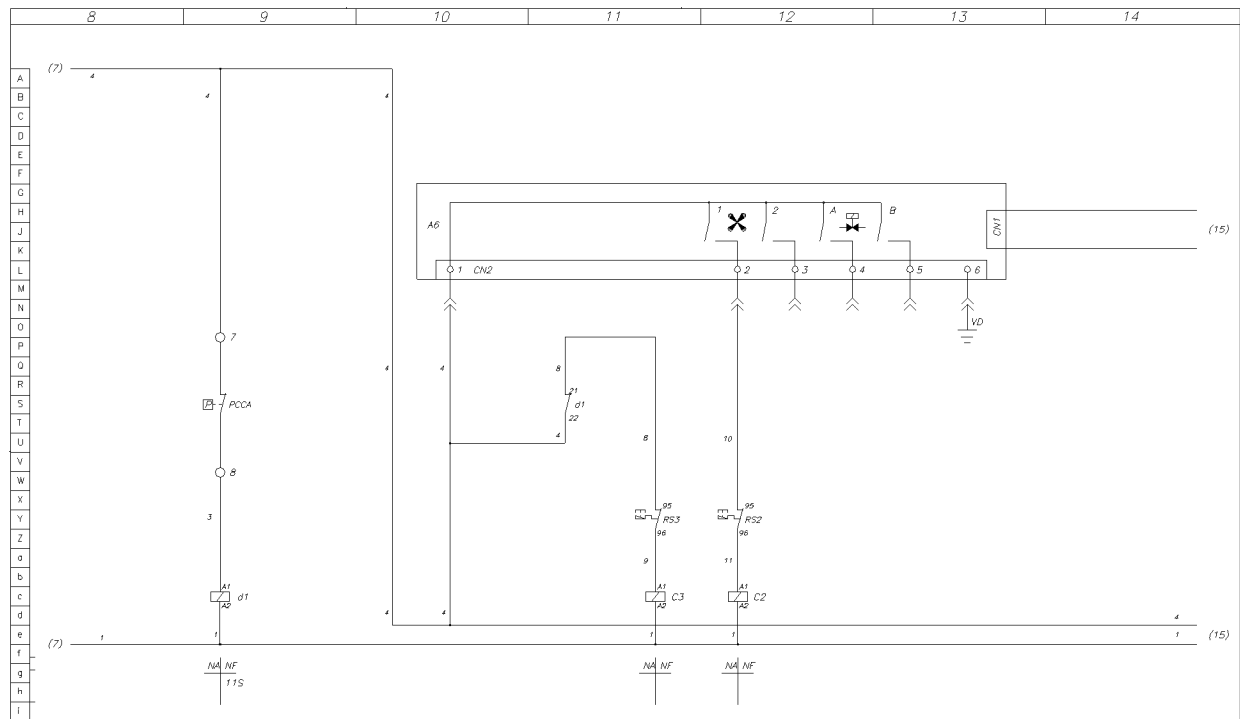 8 9 10 11 12 13 14
(7)
4
A
B
C
D
E
F
G
H
J
K
L
M
N
O
P
Q
R
S
T
U
V
W
X
Y
Z
a
b
c
d
e
f
g
h
i
4
4
A6
1
2
A
B
CN1
(15)
1 CN2
2
3
4
5
6
VD
7
4
4
8
P
PCCA
21
d1
22
4
8
10
8
3
95
RS3
96
95
RS2
96
9
11
A1
d1
A2
A1
C3
A2
A1
C2
A2
4
4
4
(7)
1
1
1
1
1
(15)
NA NF
11S
NA NF
NA NF